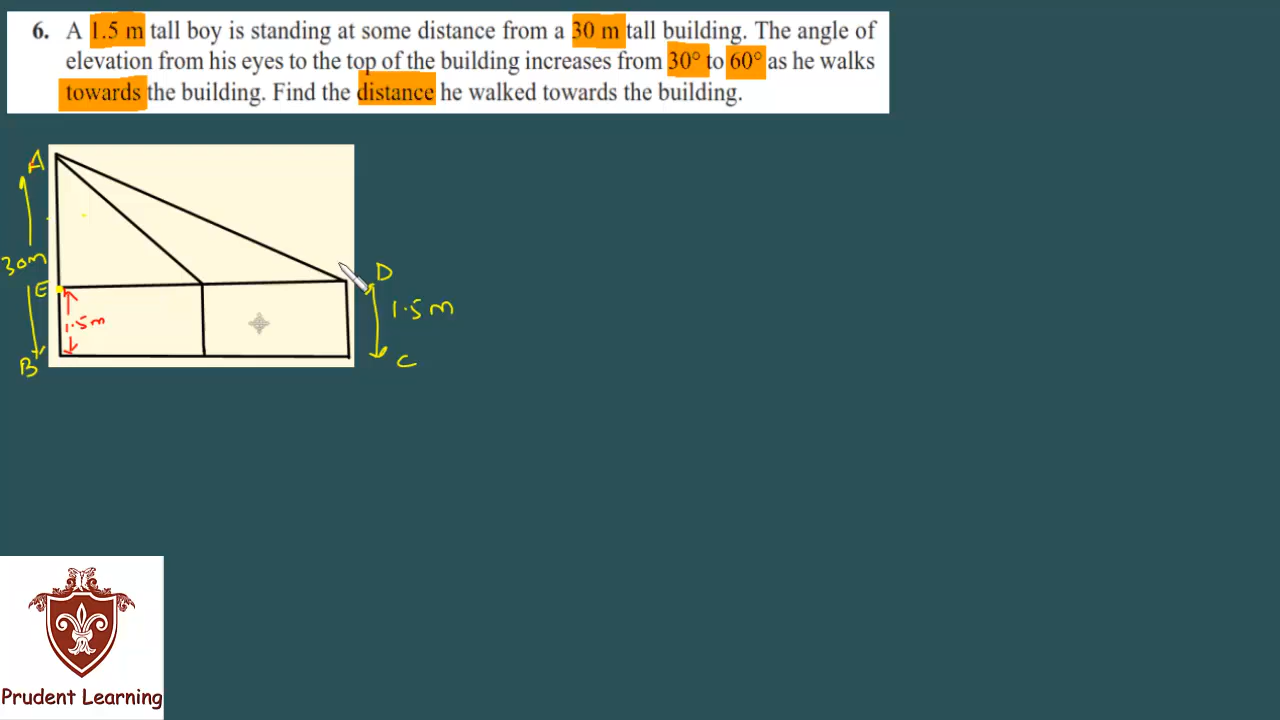 6. A 1.5 m tall boy is standing at some distance from a 30 m tall building. The angle of
elevation from his eyes to the top of the building increases from 30° to 60° as he walks
towards the building. Find the distance he walked towards the building.
A
30m
E
1.5m
B
D
1.5m
C
Prudent Learning